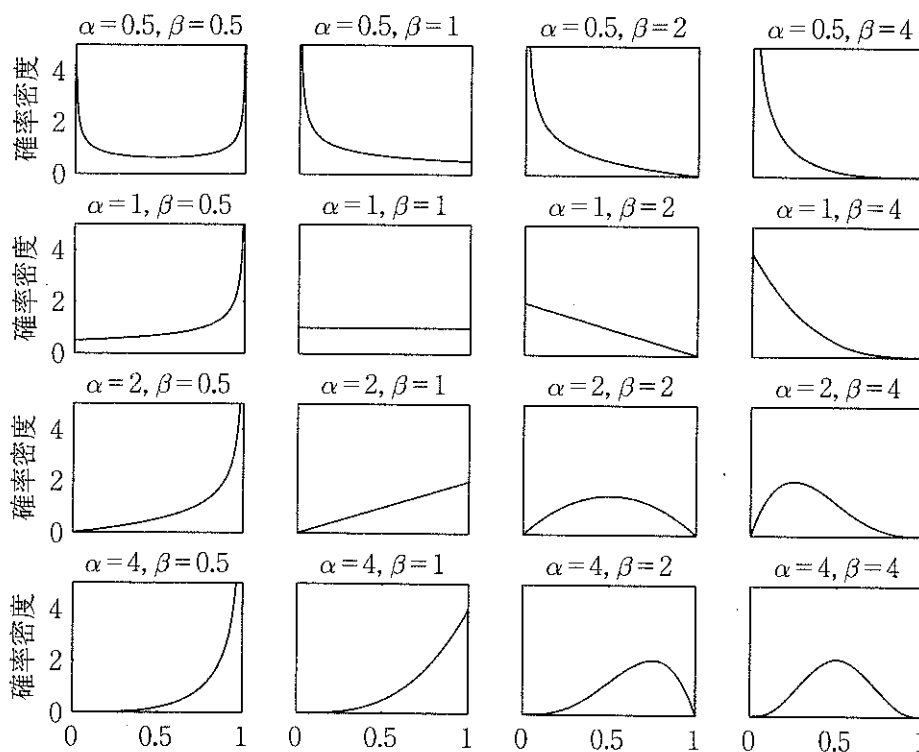 α=0.5, β=0.5 α=0.5, β=1 α=0.5, β=2 α=0.5, β=4
確率密度
4
2
0
α=1, β=0.5 α=1, β=1 α=1, β=2 α=1, β=4
確率密度
4
2
0
α=2, β=0.5 α=2, β=1 α=2, β=2 α=2, β=4
確率密度
4
2
0
α=4, β=0.5 α=4, β=1 α=4, β=2 α=4, β=4
確率密度
4
2
0
0 0.5 1 0 0.5 1 0 0.5 1 0 0.5 1